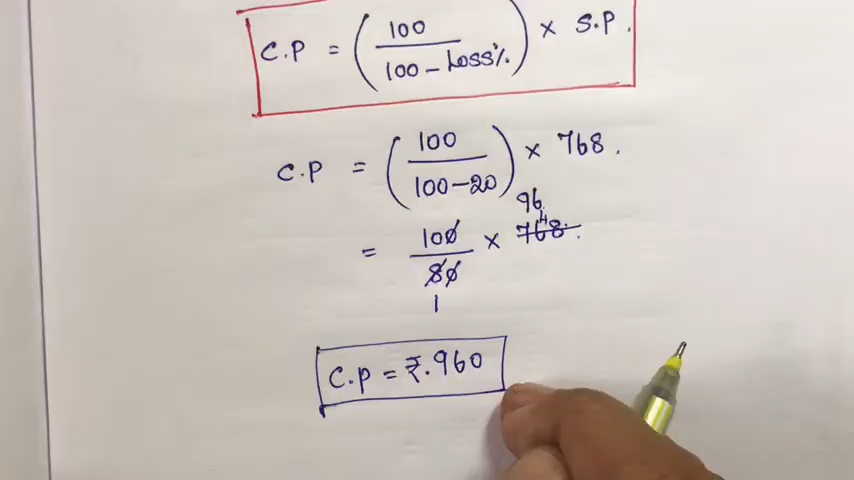 C.P = (100 / 100 - Loss%) × S.P.
C.P = (100 / 100-20) × 768.
96
4
= 100 / 80 × 768.
1
C.P = ₹.960